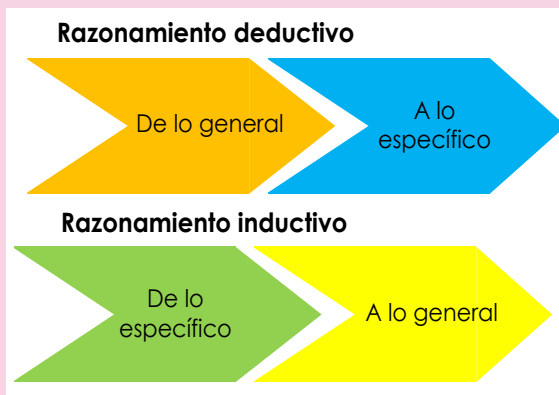 Razonamiento deductivo
De lo general
A lo
específico
Razonamiento inductivo
De lo
específico
A lo general